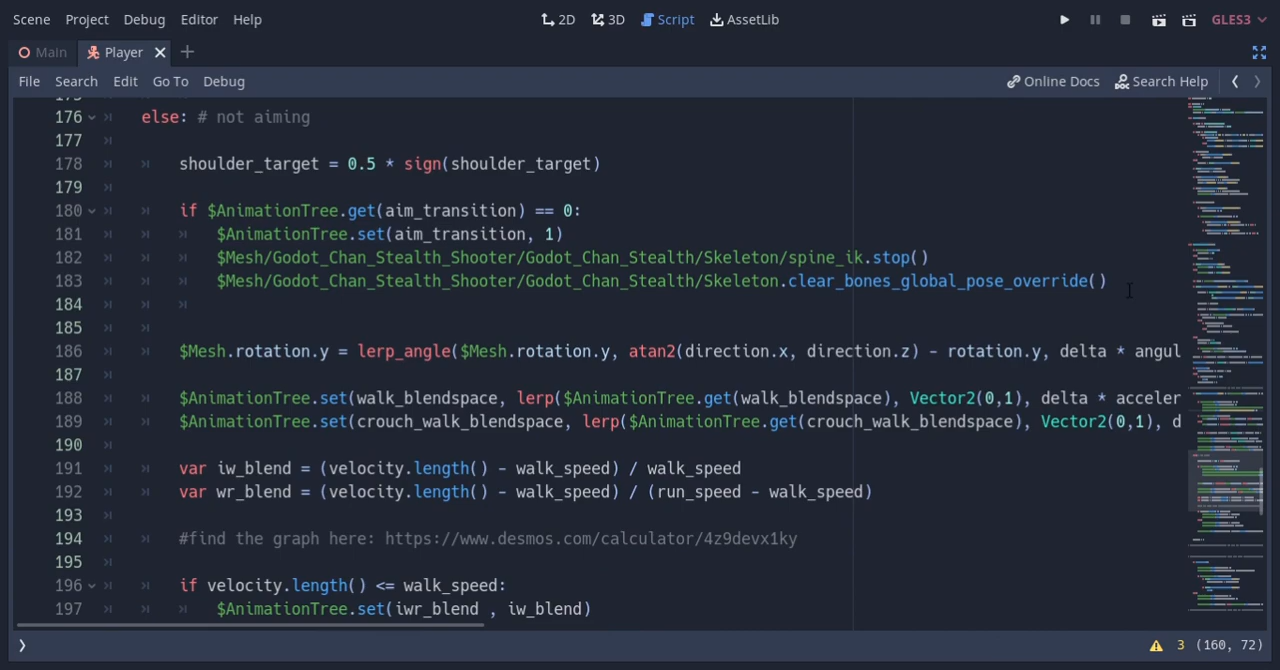 Scene Project Debug Editor Help 2D 3D Script AssetLib GLES3
Main Player
File Search Edit Go To Debug Online Docs Search Help
175
176 else: # not aiming
177
178 shoulder_target = 0.5 * sign(shoulder_target)
179
180 if $AnimationTree.get(aim_transition) == 0:
181 $AnimationTree.set(aim_transition, 1)
182 $Mesh/Godot_Chan_Stealth_Shooter/Godot_Chan_Stealth/Skeleton/spine_ik.stop()
183 $Mesh/Godot_Chan_Stealth_Shooter/Godot_Chan_Stealth/Skeleton.clear_bones_global_pose_override()
184
185
186 $Mesh.rotation.y = lerp_angle($Mesh.rotation.y, atan2(direction.x, direction.z) - rotation.y, delta * angul
187
188 $AnimationTree.set(walk_blendspace, lerp($AnimationTree.get(walk_blendspace), Vector2(0,1), delta * acceler
189 $AnimationTree.set(crouch_walk_blendspace, lerp($AnimationTree.get(crouch_walk_blendspace), Vector2(0,1), d
190
191 var iw_blend = (velocity.length() - walk_speed) / walk_speed
192 var wr_blend = (velocity.length() - walk_speed) / (run_speed - walk_speed)
193
194 #find the graph here: https://www.desmos.com/calculator/4z9devx1ky
195
196 if velocity.length() <= walk_speed:
197 $AnimationTree.set(iwr_blend , iw_blend)
3 (160, 72)